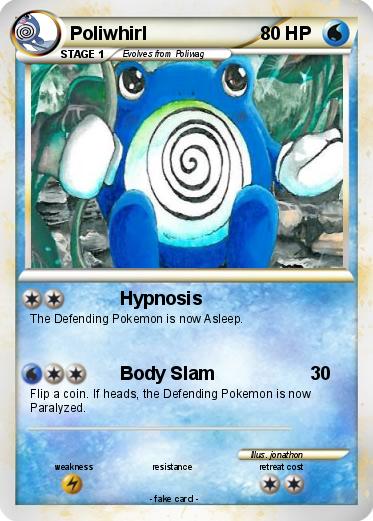 Poliwhirl 80 HP
STAGE 1 Evolves from Poliwag
Hypnosis
The Defending Pokemon is now Asleep.
Body Slam 30
Flip a coin. If heads, the Defending Pokemon is now
Paralyzed.
Illus. jonathon
weakness resistance retreat cost
- fake card -